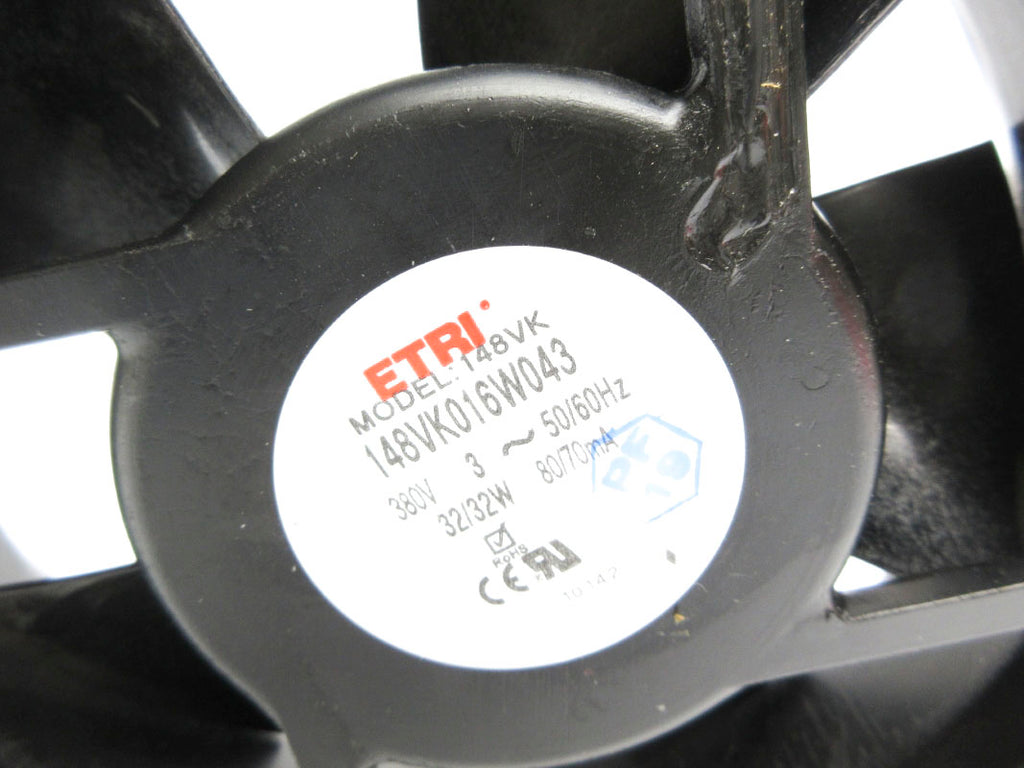 ETRI
MODEL: 148VK
148VK016W043
3 ~ 50/60Hz
380V 80/70mA
32/32W
RoHS
CE
10142